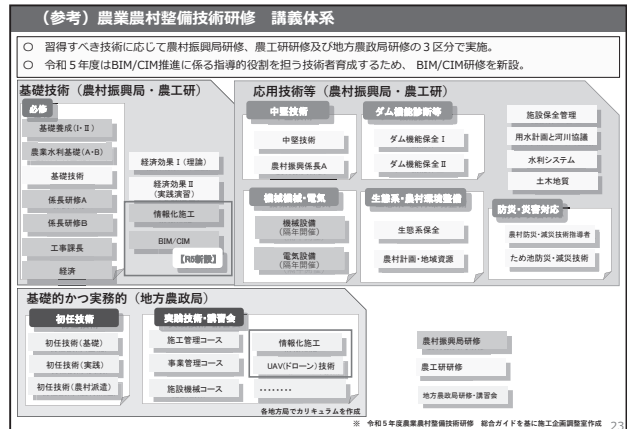 （参考）農業農村整備技術研修　講義体系
〇　習得すべき技術に応じて農村振興局研修、農工研研修及び地方農政局研修の３区分で実施。
〇　令和５年度はBIM/CIM推進に係る指導的役割を担う技術者育成するため、 BIM/CIM研修を新設。
基礎技術（農村振興局・農工研）
必修
基礎養成(Ⅰ・Ⅱ)
農業水利基礎(A・B)
基礎技術
係長研修A
係長研修B
工事課長
経済
経済効果Ⅰ(理論)
経済効果Ⅱ
(実践演習)
情報化施工
BIM/CIM
【R5新設】
応用技術等（農村振興局・農工研）
中堅技術
中堅技術
農村振興係長A
ダム機能診断等
ダム機能保全Ⅰ
ダム機能保全Ⅱ
施設保全管理
用水計画と河川協議
水利システム
土木地質
機械設備
(隔年開催)
電気設備
(隔年開催)
生態系・農村環境整備
生態系保全
農村計画・地域資源
防災・災害対応
農村防災・減災技術指導者
ため池防災・減災技術
基礎的かつ実務的（地方農政局）
初任技術
初任技術(基礎)
初任技術(実践)
初任技術(農村派遣)
実践技術・講習会
施工管理コース
事業管理コース
施設機械コース
情報化施工
UAV(ドローン)技術
‥‥‥‥
各地方局でカリキュラムを作成
農村振興局研修
農工研研修
地方農政局研修・講習会
※　令和５年度農業農村整備技術研修　総合ガイドを基に施工企画調整室作成
23